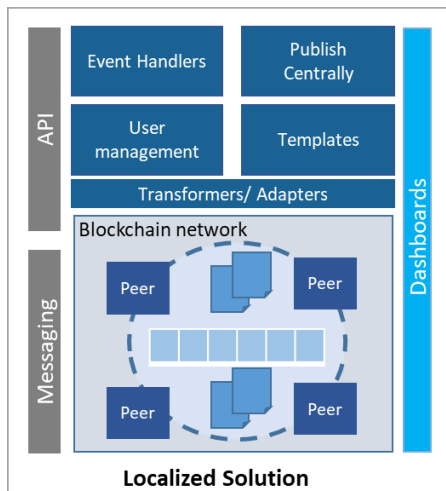 API
Messaging
Event Handlers
Publish
Centrally
User
management
Templates
Transformers/ Adapters
Blockchain network
Peer
Peer
Peer
Peer
Dashboards
Localized Solution